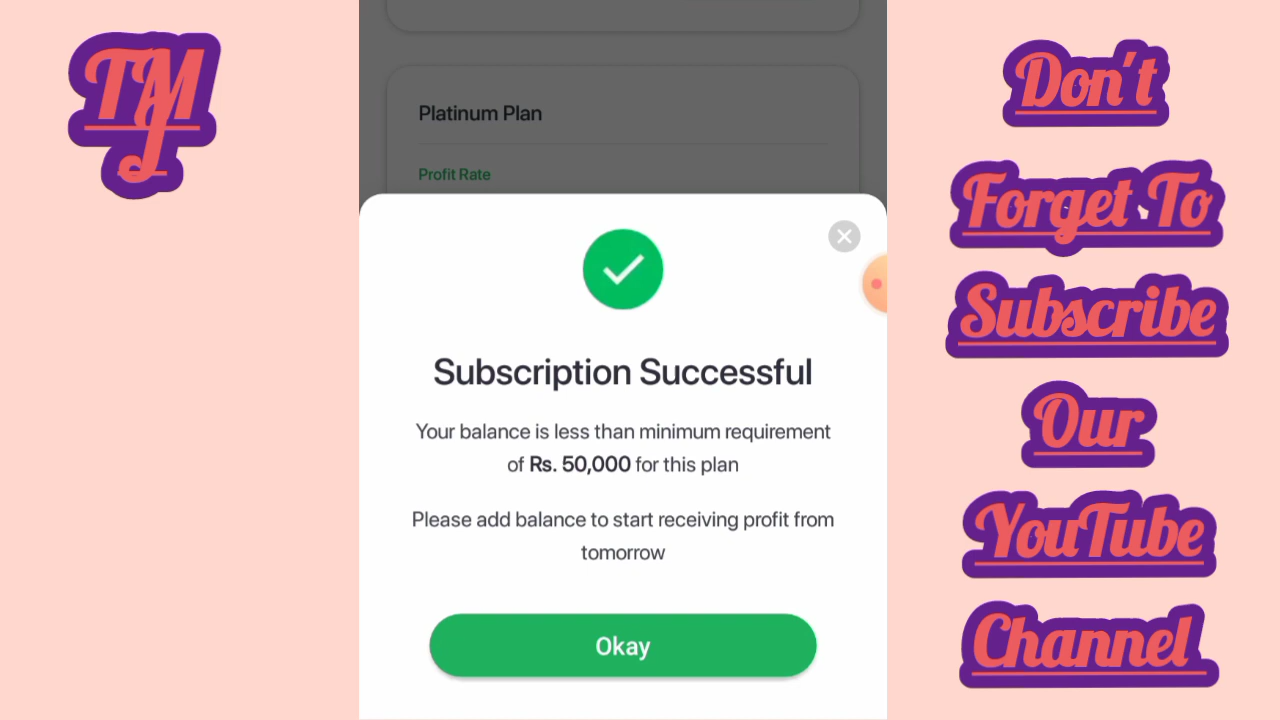 TMJ
Platinum Plan
Profit Rate
Subscription Successful
Your balance is less than minimum requirement
of Rs. 50,000 for this plan
Please add balance to start receiving profit from
tomorrow
Okay
Don't
Forget To
Subscribe
Our
YouTube
Channel